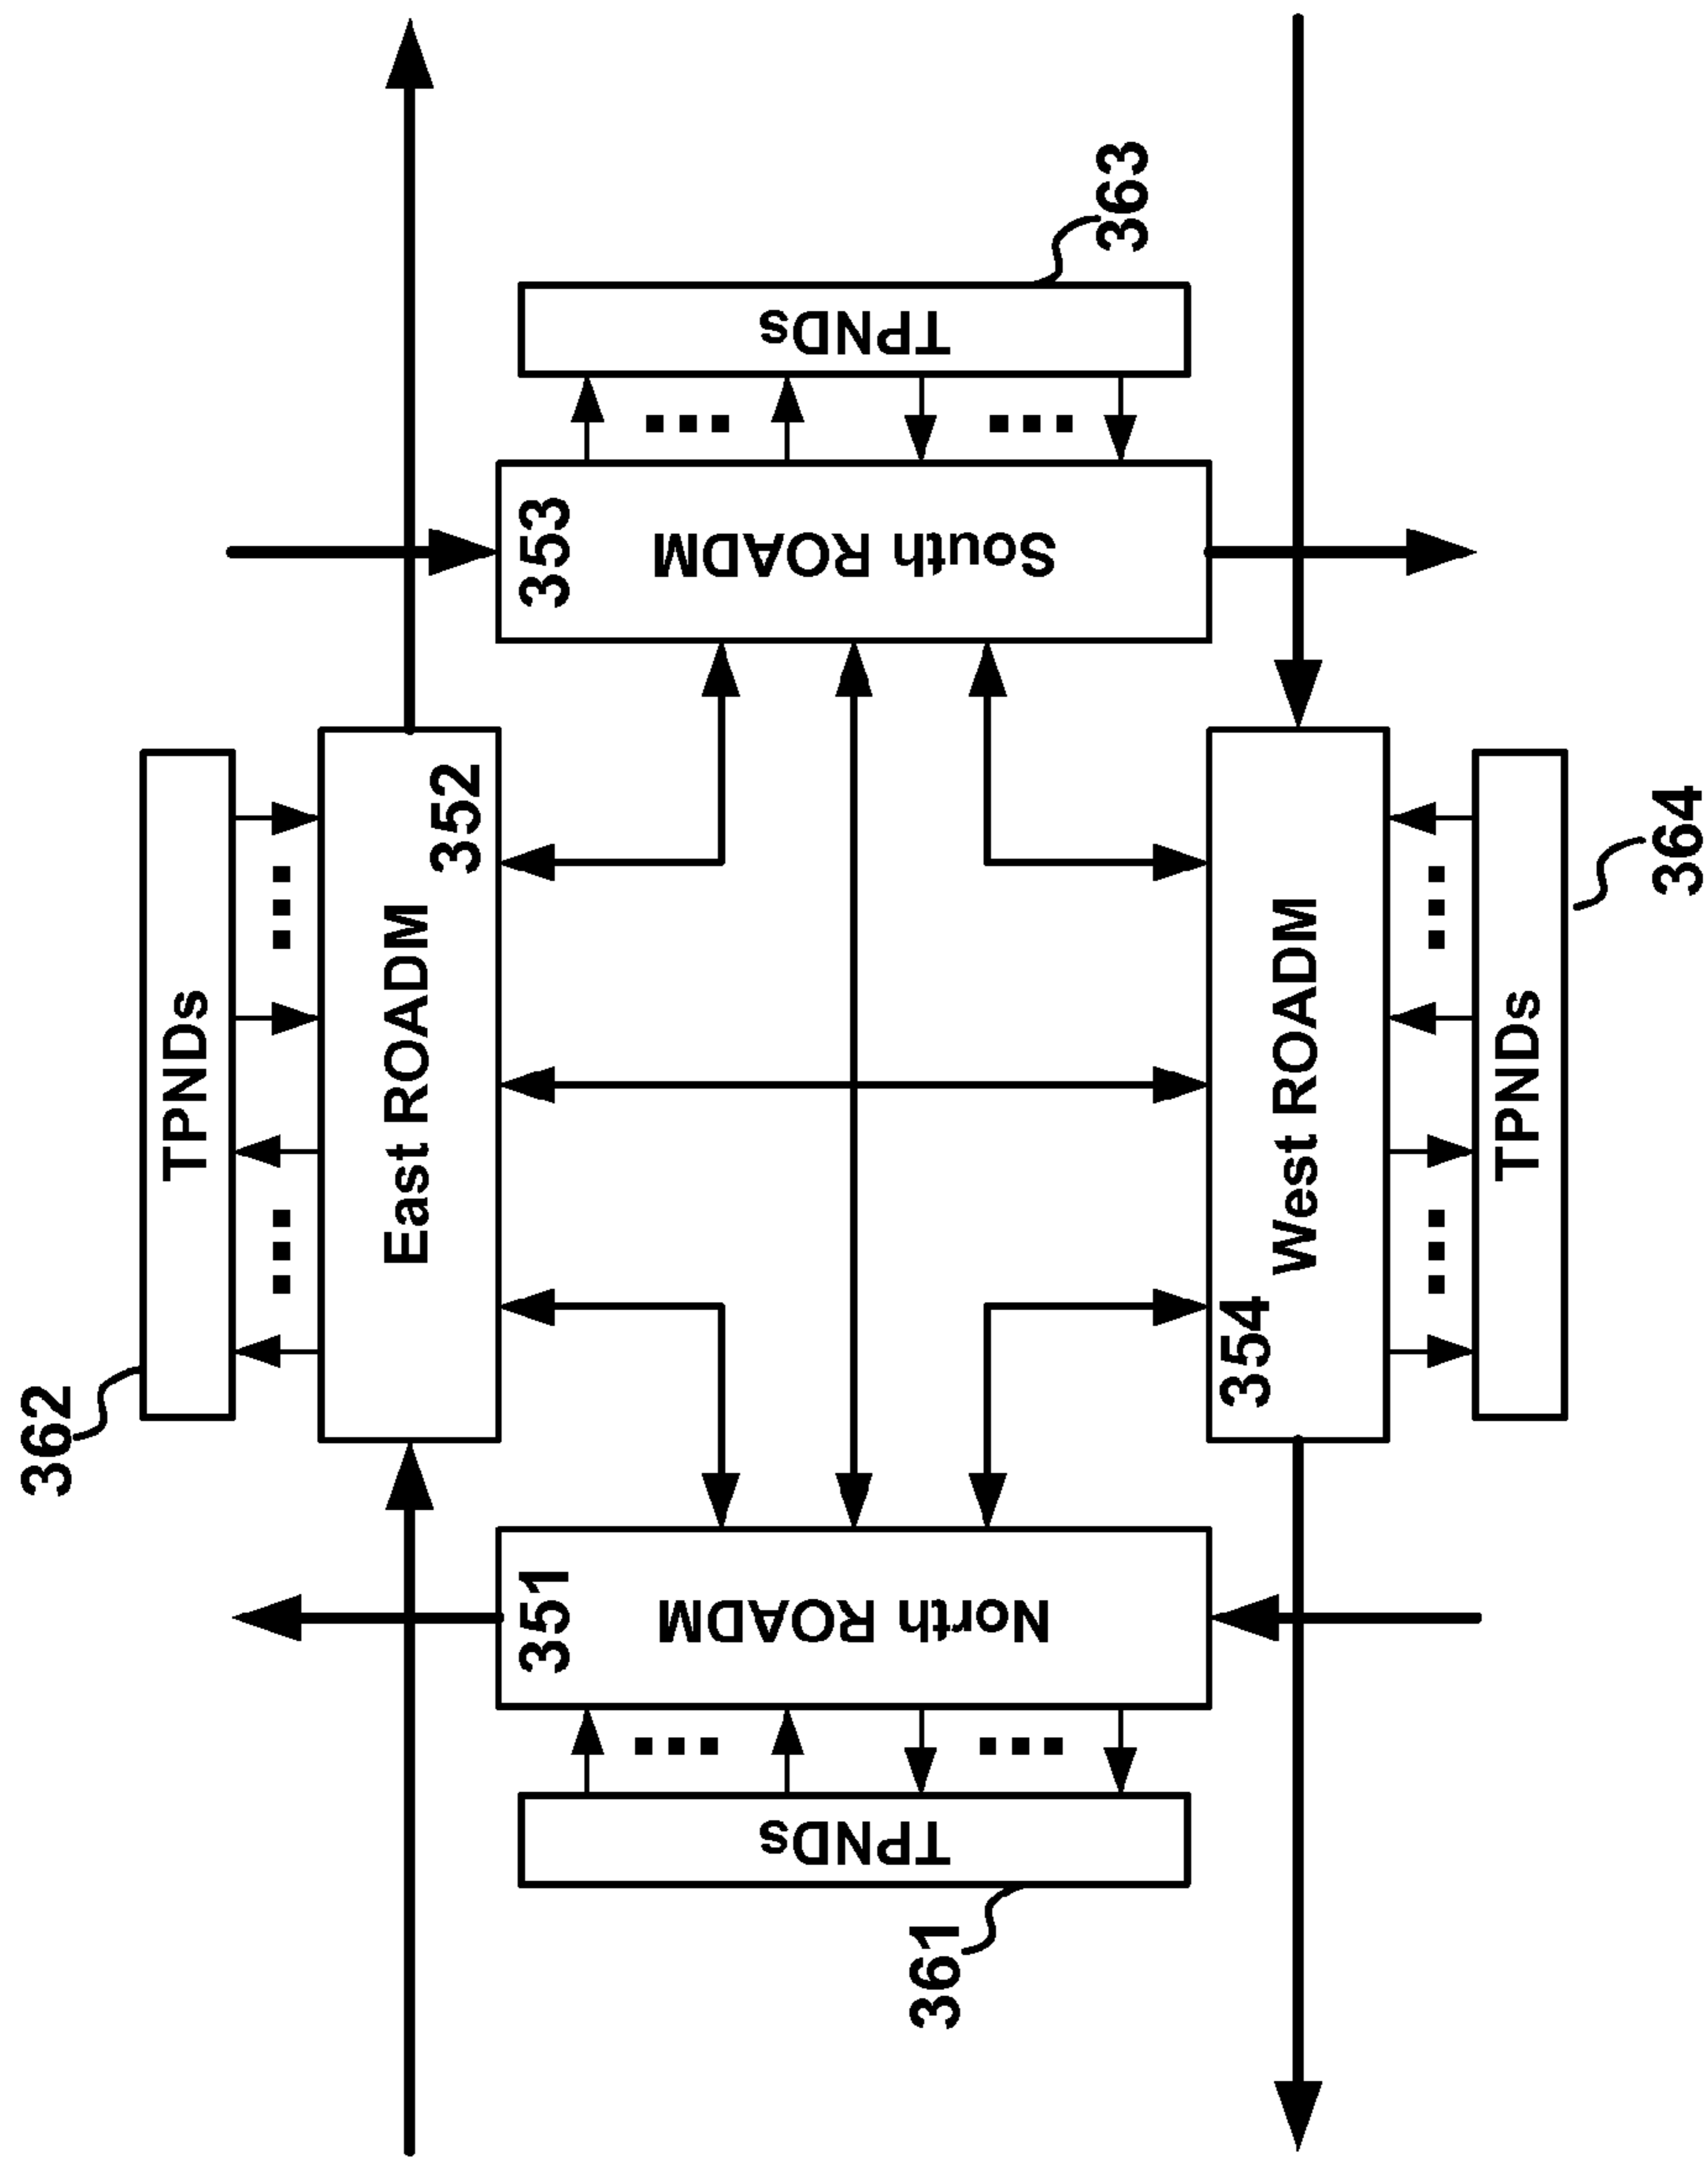 362
TPNDs
East ROADM
352
361
TPNDs
351
North ROADM
353
South ROADM
TPNDs
363
354
West ROADM
TPNDs
364